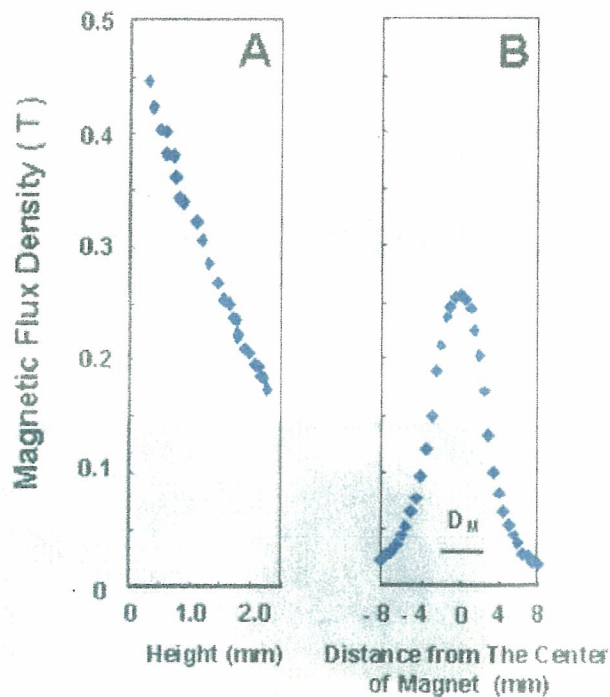 A
B
Magnetic Flux Density ( T )
0.5
0.4
0.3
0.2
0.1
0
D M
0 1.0 2.0
-8 -4 0 4 8
Height (mm)
Distance from The Center
of Magnet (mm)